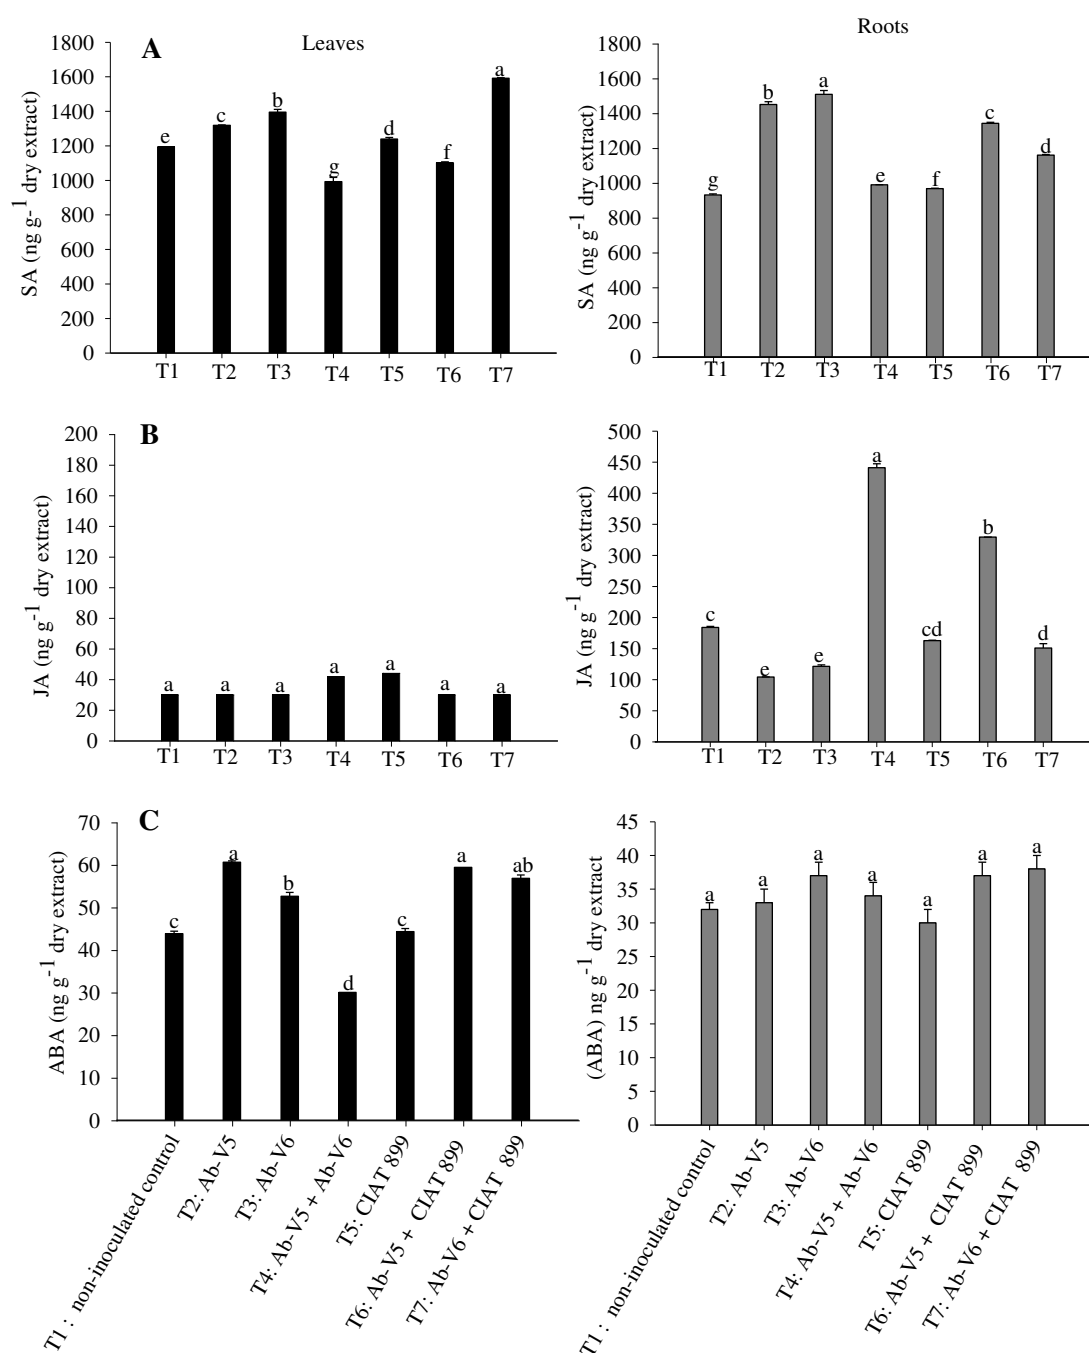 A
Leaves
SA (ng g-1 dry extract)
1800
1600
1400
1200
1000
800
600
400
200
0
e
c
b
g
d
f
a
T1 T2 T3 T4 T5 T6 T7
Roots
SA (ng g-1 dry extract)
1800
1600
1400
1200
1000
800
600
400
200
0
g
b
a
e
f
c
d
T1 T2 T3 T4 T5 T6 T7
B
JA (ng g-1 dry extract)
200
180
160
140
120
100
80
60
40
20
0
a
a
a
a
a
a
a
T1 T2 T3 T4 T5 T6 T7
JA (ng g-1 dry extract)
500
450
400
350
300
250
200
150
100
50
0
c
e
e
a
cd
b
d
T1 T2 T3 T4 T5 T6 T7
C
ABA (ng g-1 dry extract)
70
60
50
40
30
20
10
0
c
a
b
d
c
a
ab
T1 : non-inoculated control
T2: Ab-V5
T3: Ab-V6
T4: Ab-V5 + Ab-V6
T5: CIAT 899
T6: Ab-V5 + CIAT 899
T7: Ab-V6 + CIAT 899
(ABA) ng g-1 dry extract
45
40
35
30
25
20
15
10
5
0
a
a
a
a
a
a
a
T1 : non-inoculated control
T2: Ab-V5
T3: Ab-V6
T4: Ab-V5 + Ab-V6
T5: CIAT 899
T6: Ab-V5 + CIAT 899
T7: Ab-V6 + CIAT 899